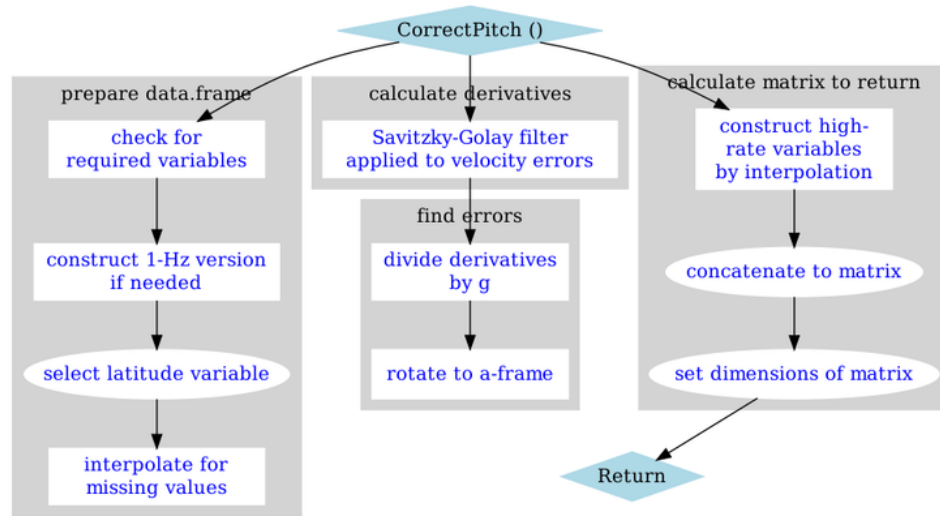 CorrectPitch ()
prepare data.frame
check for
required variables
construct 1-Hz version
if needed
select latitude variable
interpolate for
missing values
calculate derivatives
Savitzky-Golay filter
applied to velocity errors
find errors
divide derivatives
by g
rotate to a-frame
calculate matrix to return
construct high-
rate variables
by interpolation
concatenate to matrix
set dimensions of matrix
Return